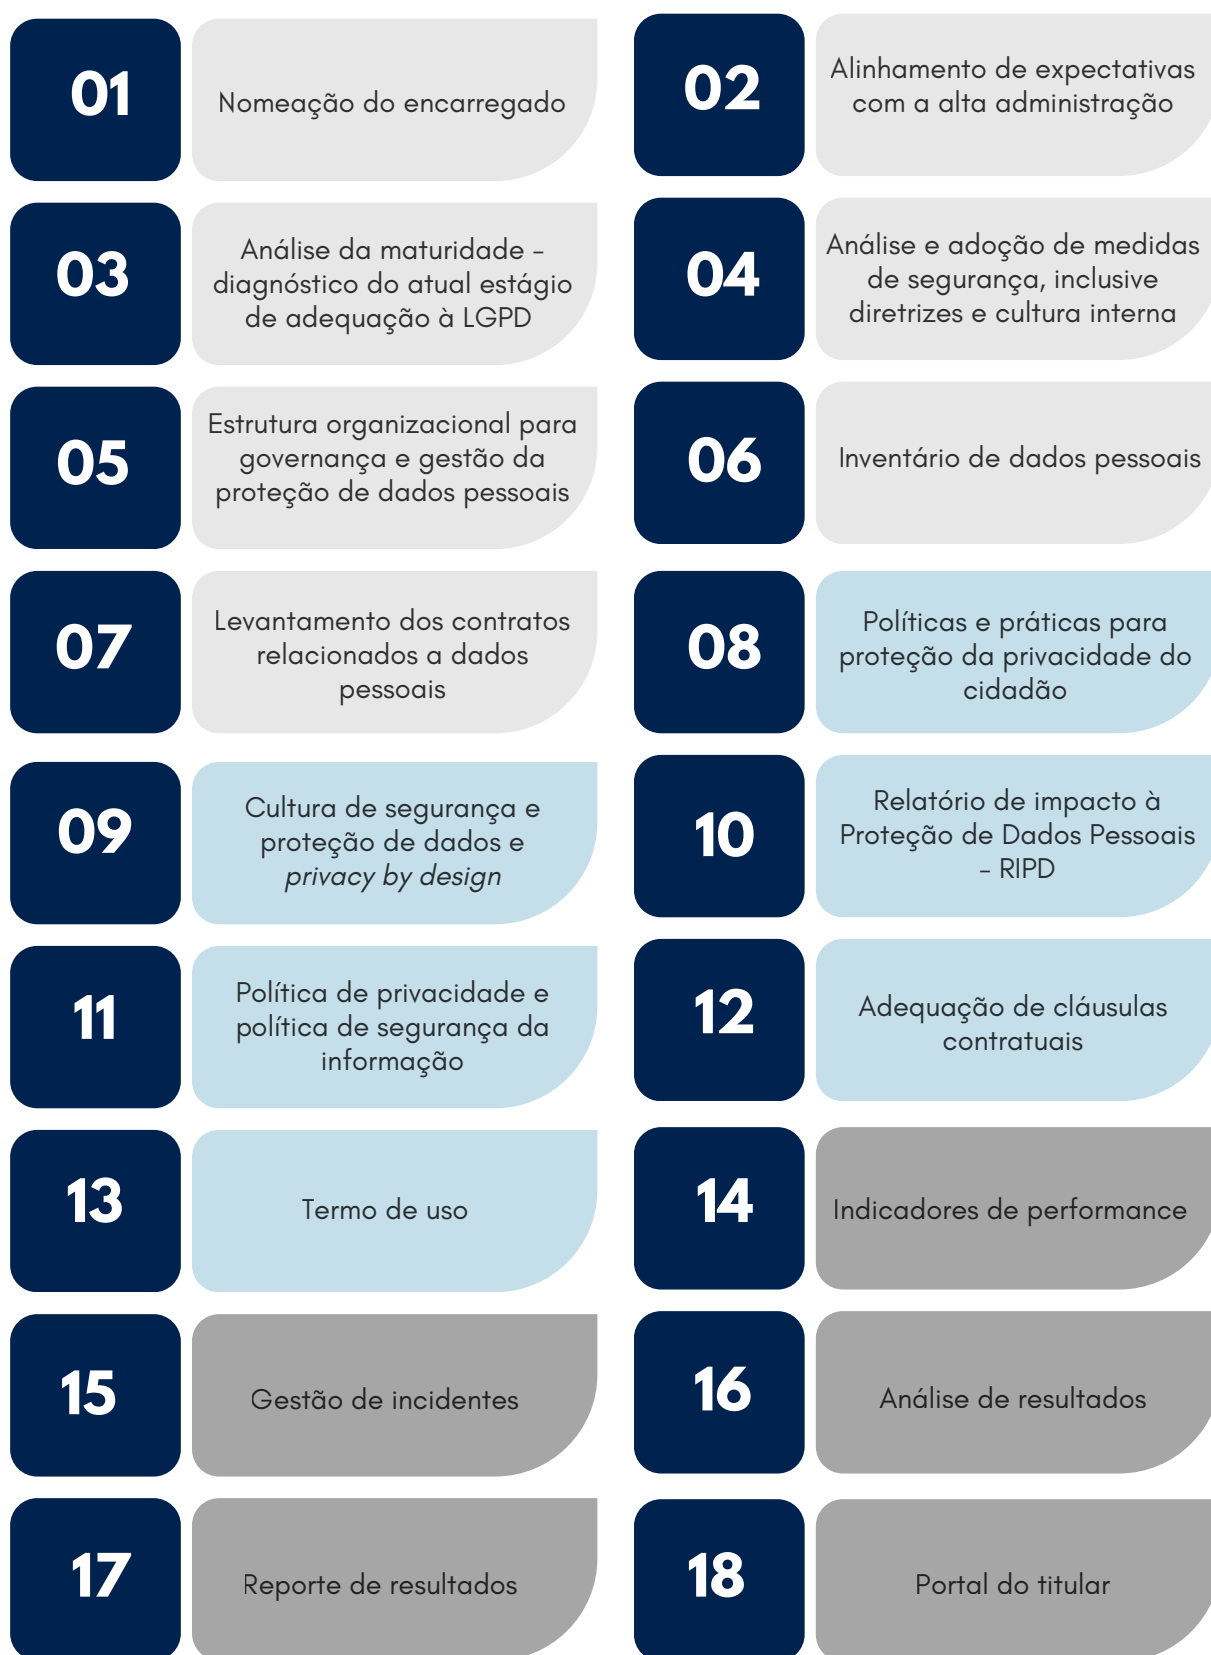 01
Nomeação do encarregado
02
Alinhamento de expectativas
com a alta administração
03
Análise da maturidade -
diagnóstico do atual estágio
de adequação à LGPD
04
Análise e adoção de medidas
de segurança, inclusive
diretrizes e cultura interna
05
Estrutura organizacional para
governança e gestão da
proteção de dados pessoais
06
Inventário de dados pessoais
07
Levantamento dos contratos
relacionados a dados
pessoais
08
Políticas e práticas para
proteção da privacidade do
cidadão
09
Cultura de segurança e
proteção de dados e
privacy by design
10
Relatório de impacto à
Proteção de Dados Pessoais
- RIPD
11
Política de privacidade e
política de segurança da
informação
12
Adequação de cláusulas
contratuais
13
Termo de uso
14
Indicadores de performance
15
Gestão de incidentes
16
Análise de resultados
17
Reporte de resultados
18
Portal do titular